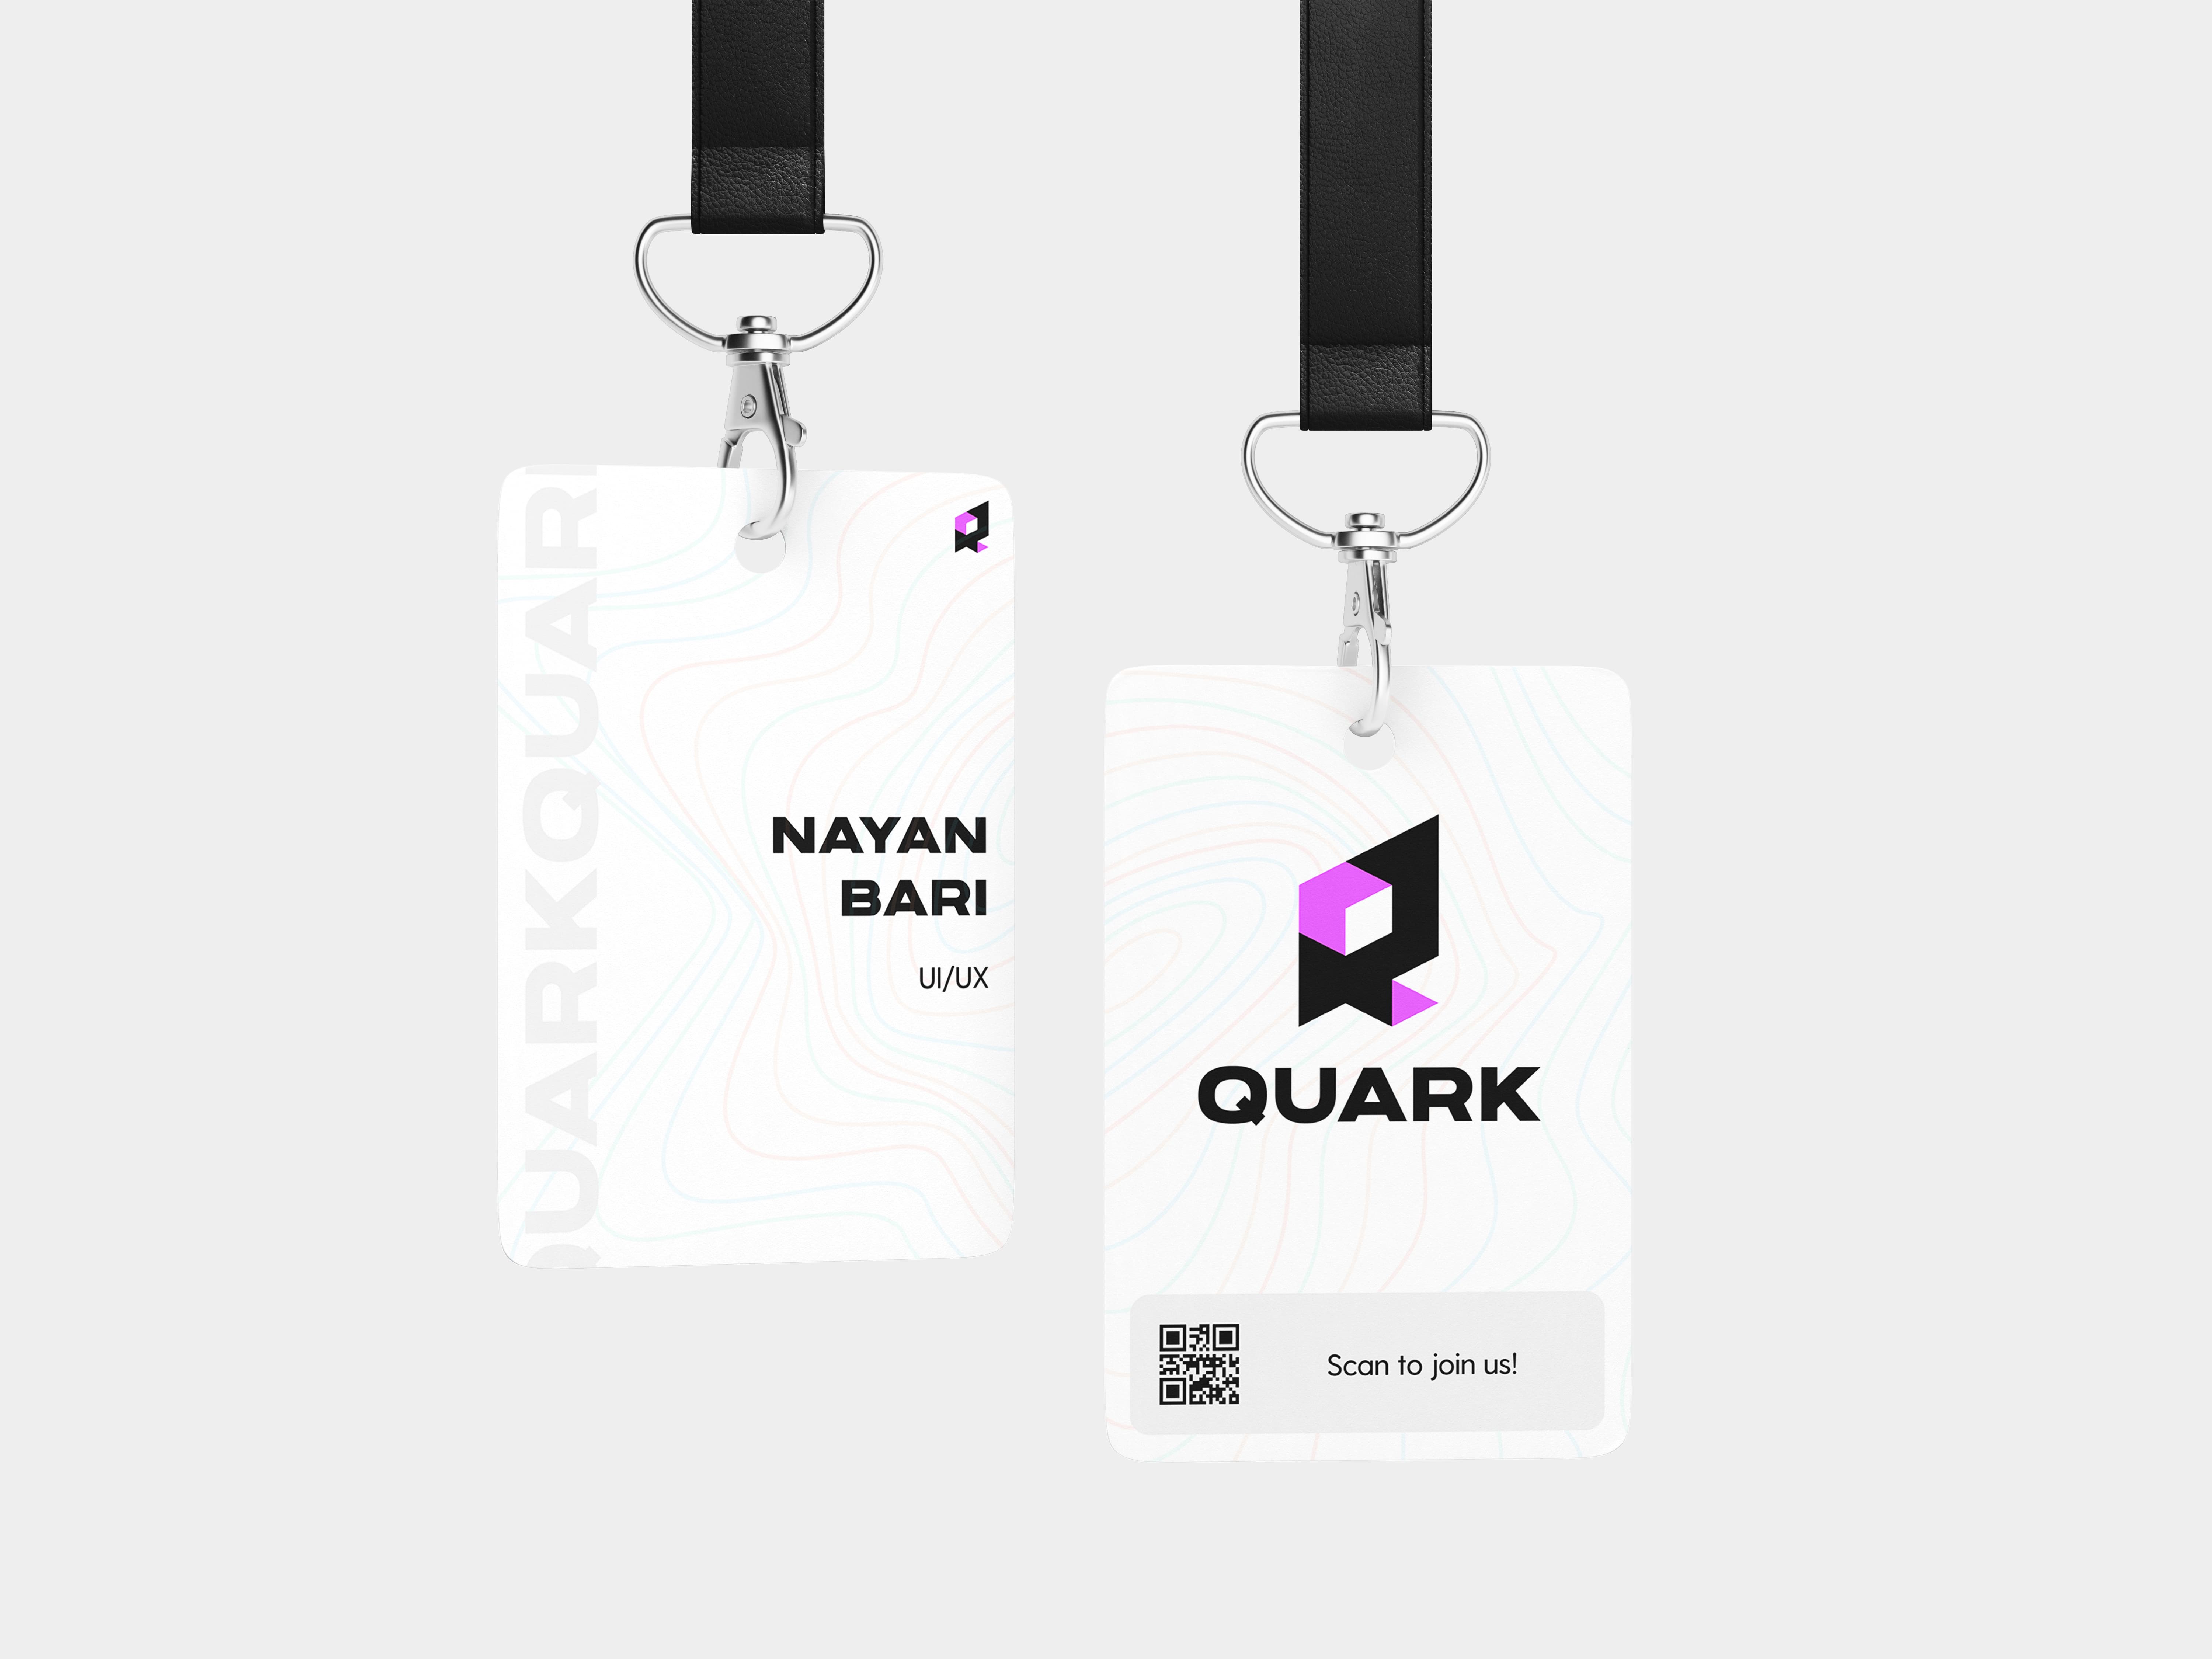 QUARKQUAR
NAYAN
BARI
UI/UX
QUARK
Scan to join us!